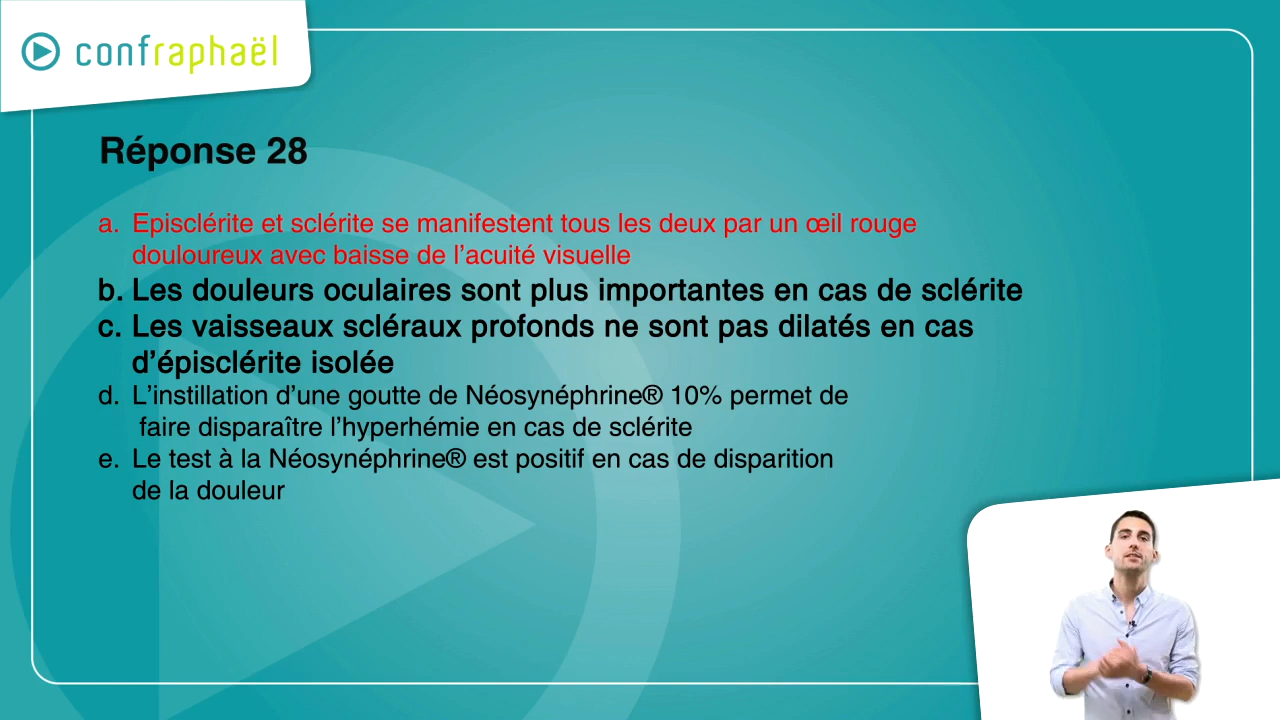 confraphaël
Réponse 28
a. Episclérite et sclérite se manifestent tous les deux par un œil rouge
douloureux avec baisse de l’acuité visuelle
b. Les douleurs oculaires sont plus importantes en cas de sclérite
c. Les vaisseaux scléraux profonds ne sont pas dilatés en cas
d’épisclérite isolée
d. L’instillation d’une goutte de Néosynéphrine® 10% permet de
faire disparaître l’hyperhémie en cas de sclérite
e. Le test à la Néosynéphrine® est positif en cas de disparition
de la douleur